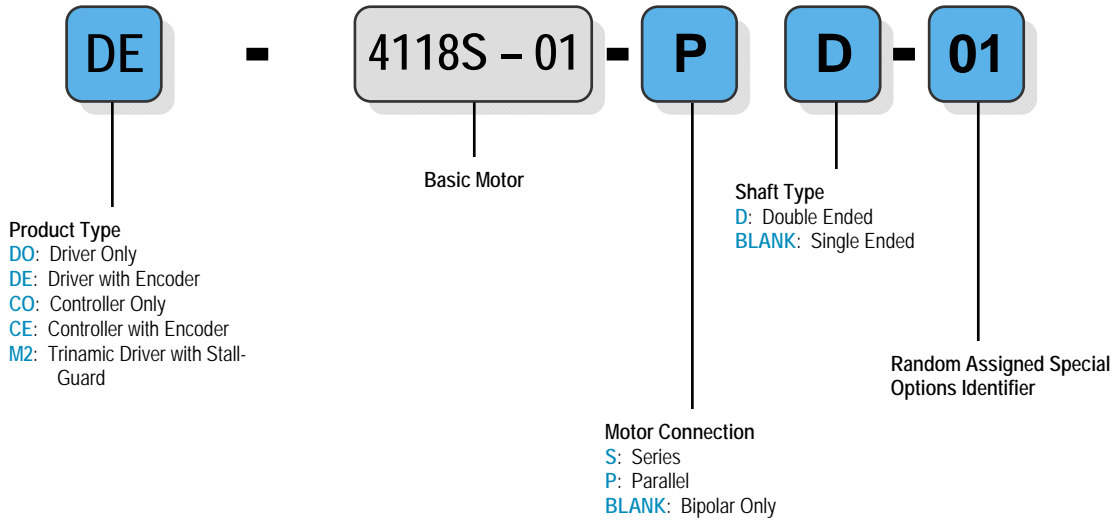 DE - 4118S – 01 - P D - 01
Basic Motor
Product Type
DO: Driver Only
DE: Driver with Encoder
CO: Controller Only
CE: Controller with Encoder
M2: Trinamic Driver with Stall-
Guard
Shaft Type
D: Double Ended
BLANK: Single Ended
Random Assigned Special
Options Identifier
Motor Connection
S: Series
P: Parallel
BLANK: Bipolar Only